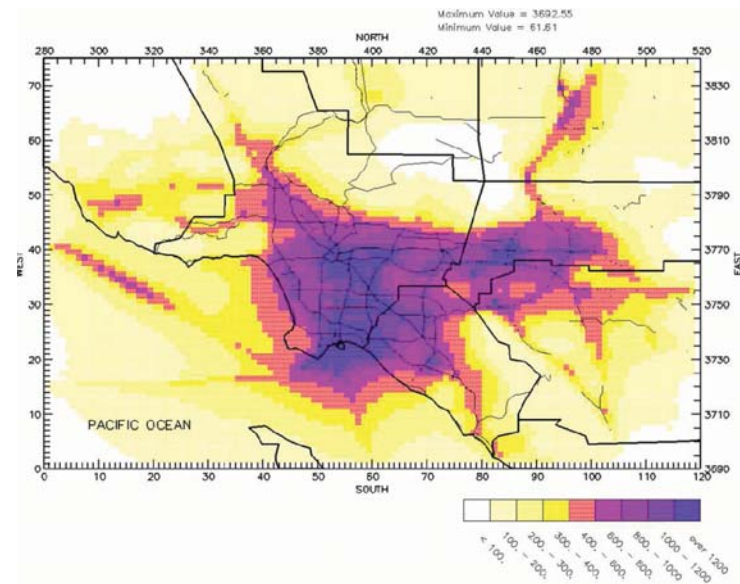 Maximum Value = 3692.55
Minimum Value = 61.61
NORTH
280 300 320 340 360 380 400 420 440 460 480 500 520
70 3830
60 3810
50 3790
40 3770
WEST EAST
30 3750
20 3730
10 3710
PACIFIC OCEAN
0 3690
0 10 20 30 40 50 60 70 80 90 100 110 120
SOUTH
< 100.
100. - 200.
200. - 300.
300. - 400.
400. - 600.
600. - 800.
800. - 1000
1000 - 1200
over 1200